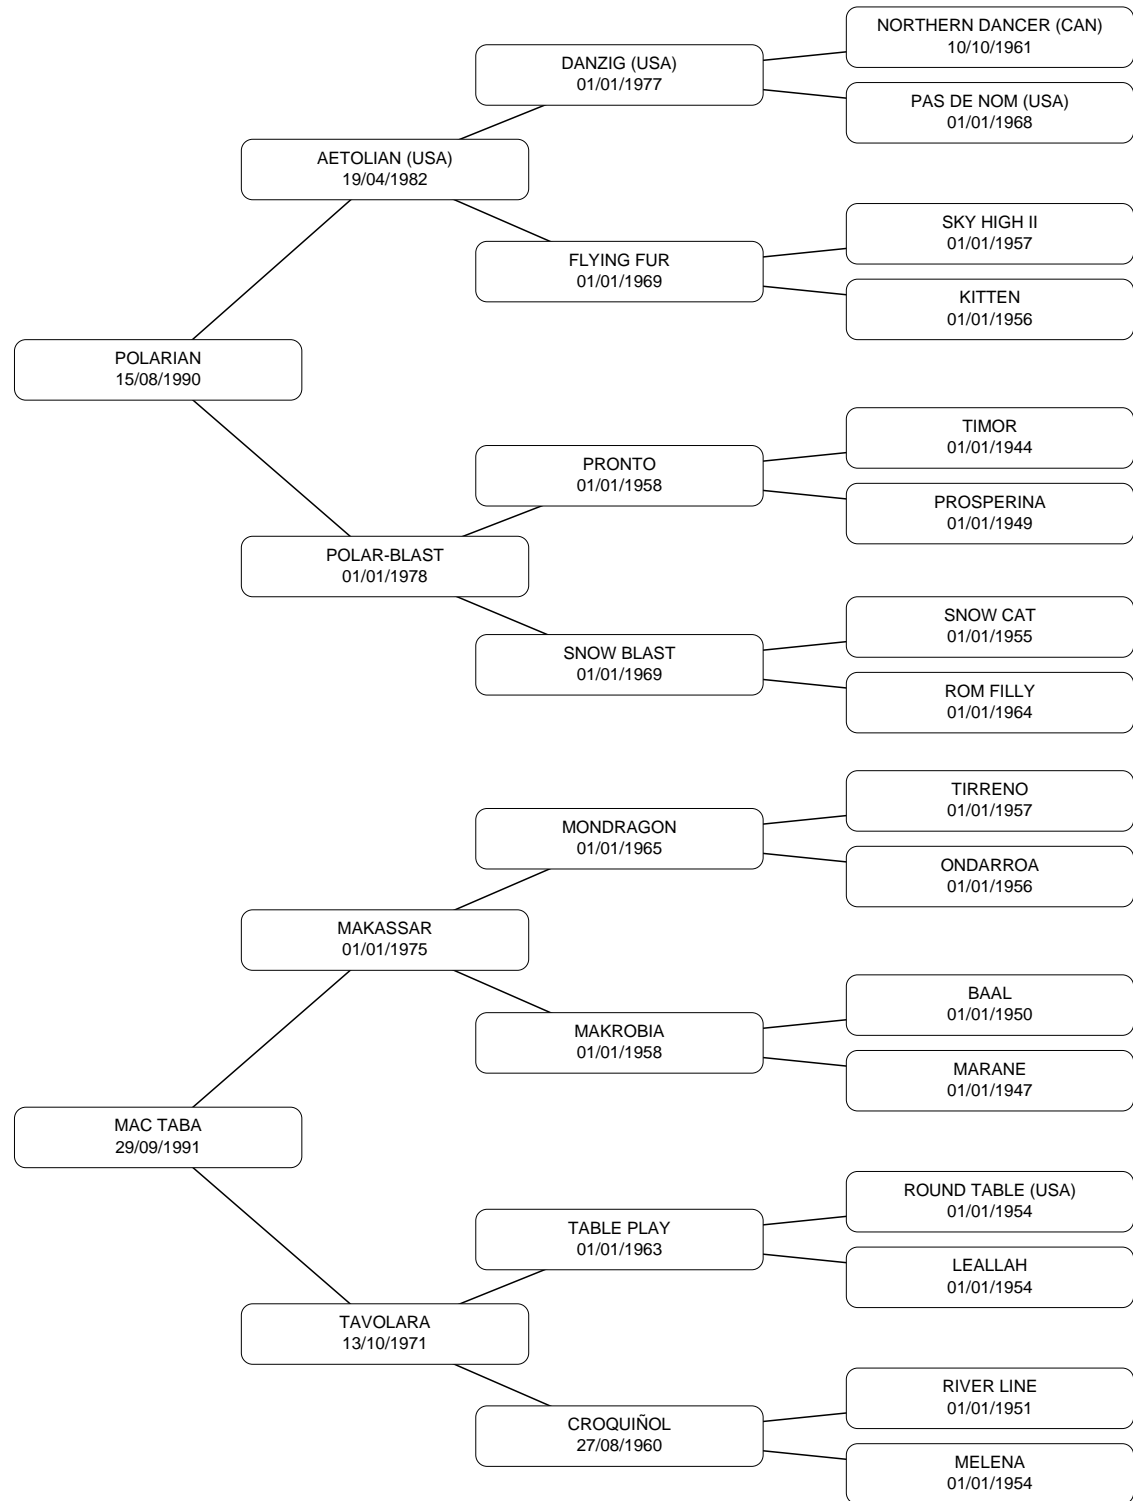 NORTHERN DANCER (CAN)
10/10/1961
DANZIG (USA)
01/01/1977
PAS DE NOM (USA)
01/01/1968
AETOLIAN (USA)
19/04/1982
SKY HIGH II
01/01/1957
FLYING FUR
01/01/1969
KITTEN
01/01/1956
POLARIAN
15/08/1990
TIMOR
01/01/1944
PRONTO
01/01/1958
PROSPERINA
01/01/1949
POLAR-BLAST
01/01/1978
SNOW CAT
01/01/1955
SNOW BLAST
01/01/1969
ROM FILLY
01/01/1964
TIRRENO
01/01/1957
MONDRAGON
01/01/1965
ONDARROA
01/01/1956
MAKASSAR
01/01/1975
BAAL
01/01/1950
MAKROBIA
01/01/1958
MARANE
01/01/1947
MAC TABA
29/09/1991
ROUND TABLE (USA)
01/01/1954
TABLE PLAY
01/01/1963
LEALLAH
01/01/1954
TAVOLARA
13/10/1971
RIVER LINE
01/01/1951
CROQUIÑOL
27/08/1960
MELENA
01/01/1954